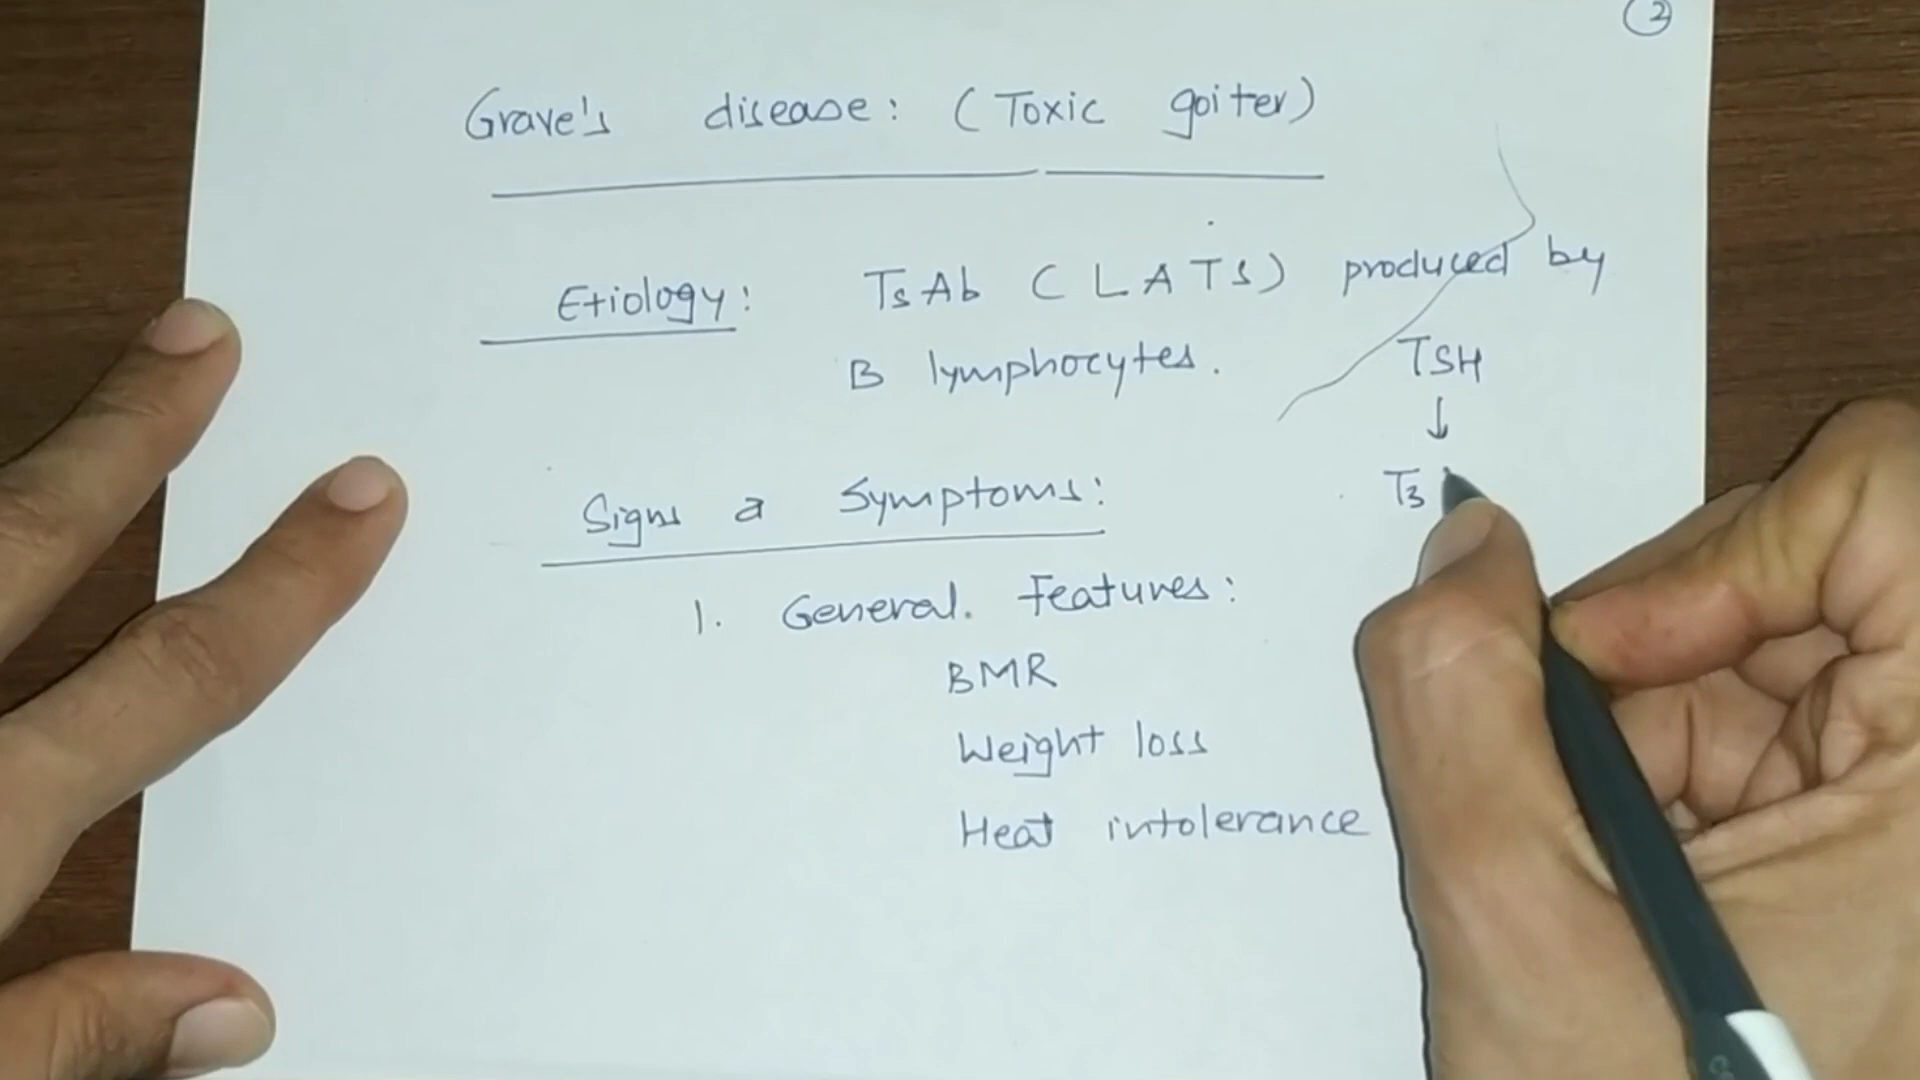 2
Grave's disease: (Toxic goiter)
Etiology: TsAb (LATS) produced by
B lymphocytes.
TSH
↓
T3
Signs & Symptoms:
1. General. Features:
BMR
Weight loss
Heat intolerance